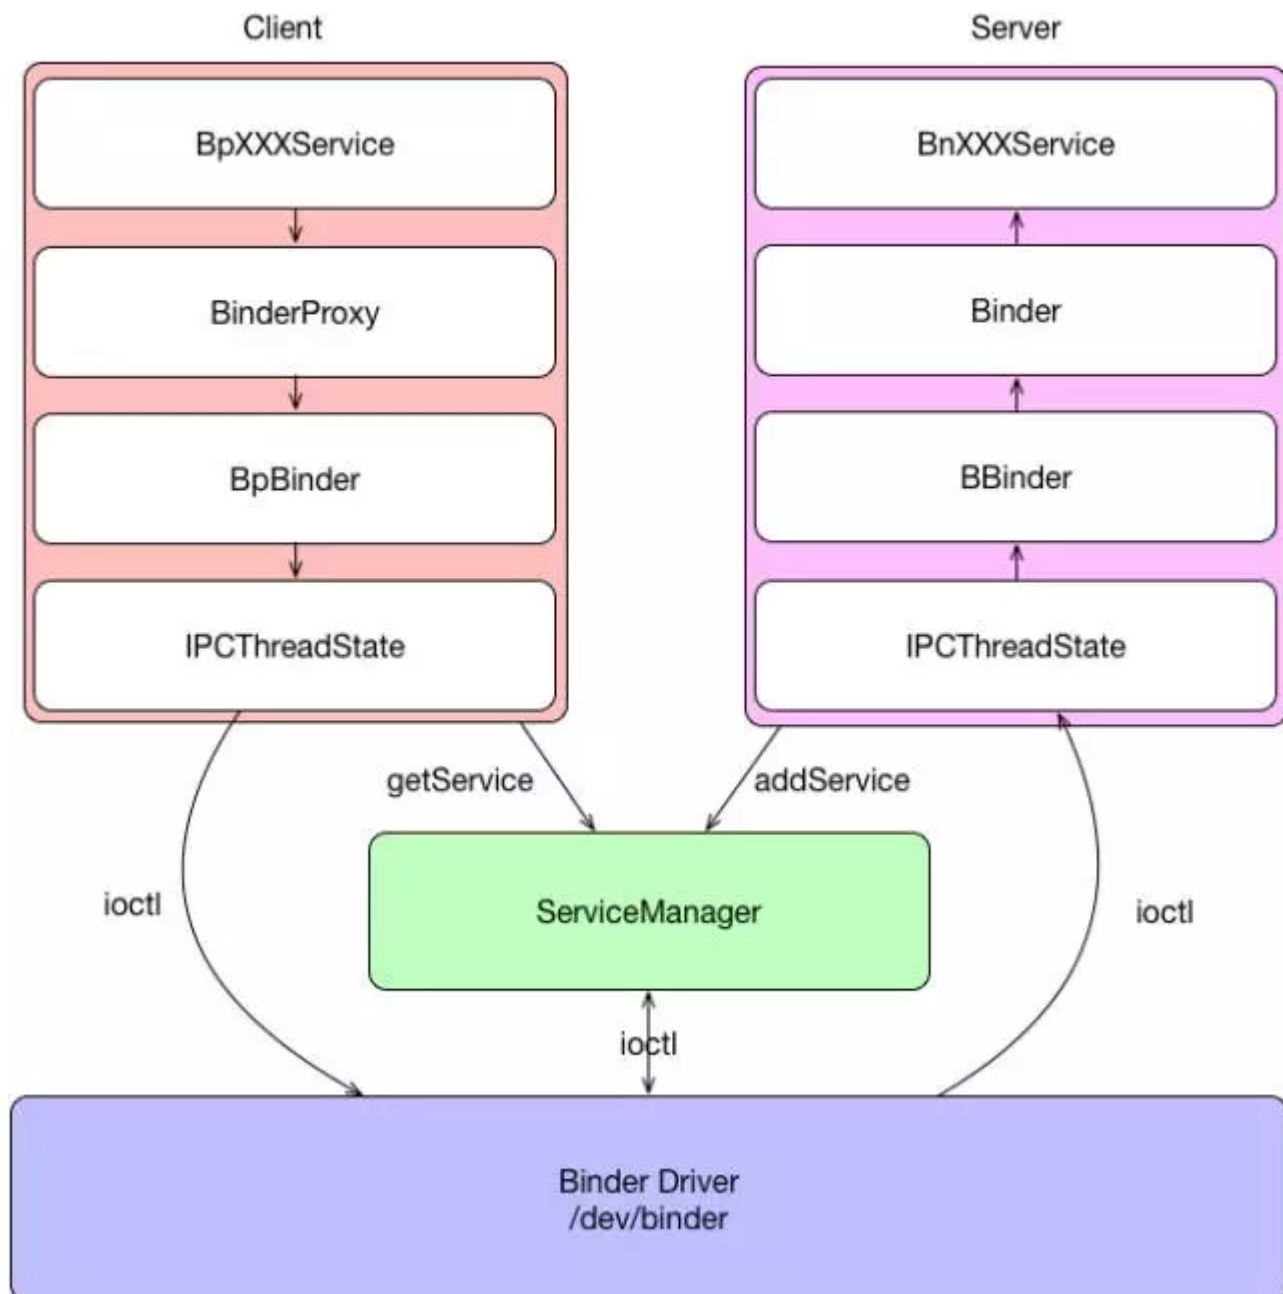 Client
Server
BpXXXService
BnXXXService
BinderProxy
Binder
BpBinder
BBinder
IPCThreadState
IPCThreadState
getService
addService
ioctl
ServiceManager
ioctl
ioctl
Binder Driver
/dev/binder